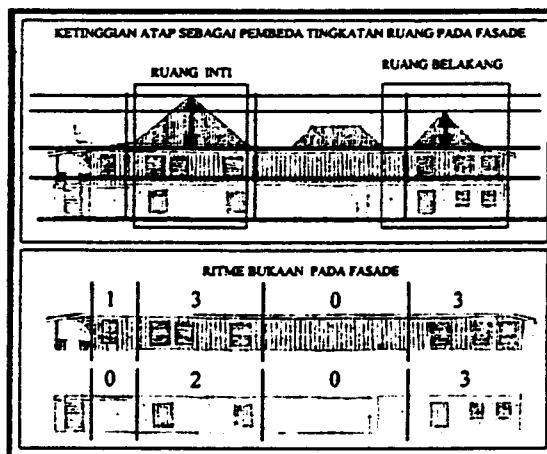 KETINGGIAN ATAP SEBAGAI PEMBEDA TINGKATAN RUANG PADA FASADE
RUANG INTI
RUANG BELAKANG
RITME BUKAAN PADA FASADE
1 3 0 3
0 2 0 3